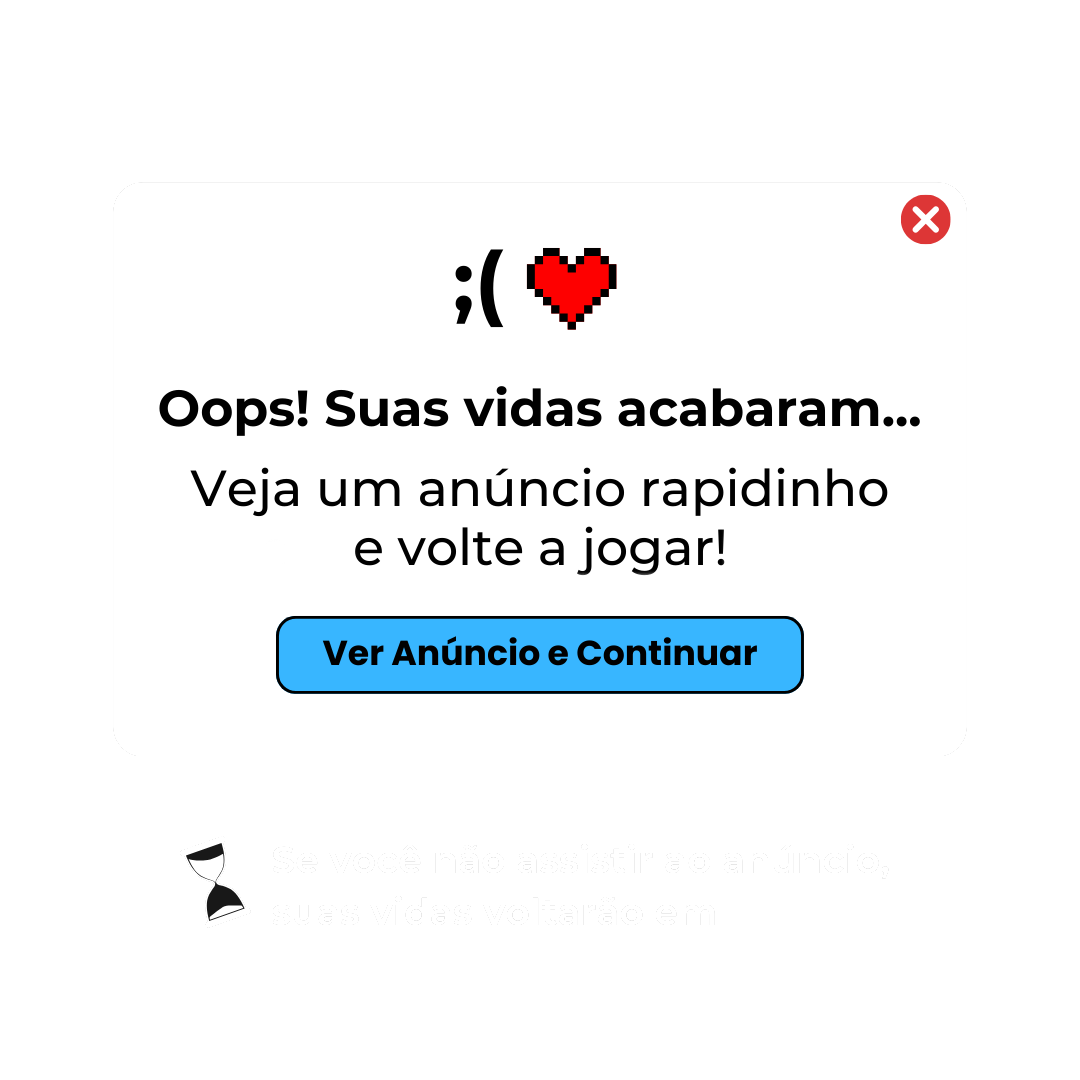 ;(
Oops! Suas vidas acabaram...
Veja um anúncio rapidinho
e volte a jogar!
Ver Anúncio e Continuar
Se você não assistir ao anúncio,
suas vidas voltarão em